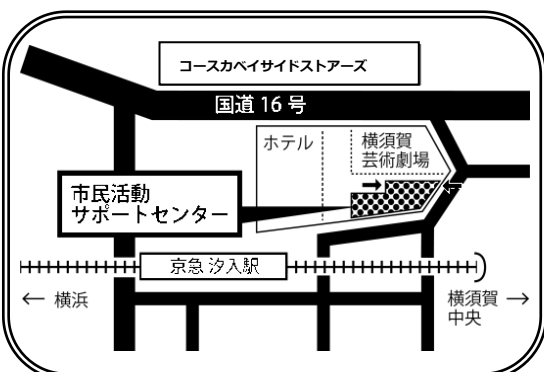 コースカベイサイドストアーズ
国道16号
ホテル
横須賀
芸術劇場
市民活動
サポートセンター
京急 汐入駅
← 横浜
横須賀 →
中央